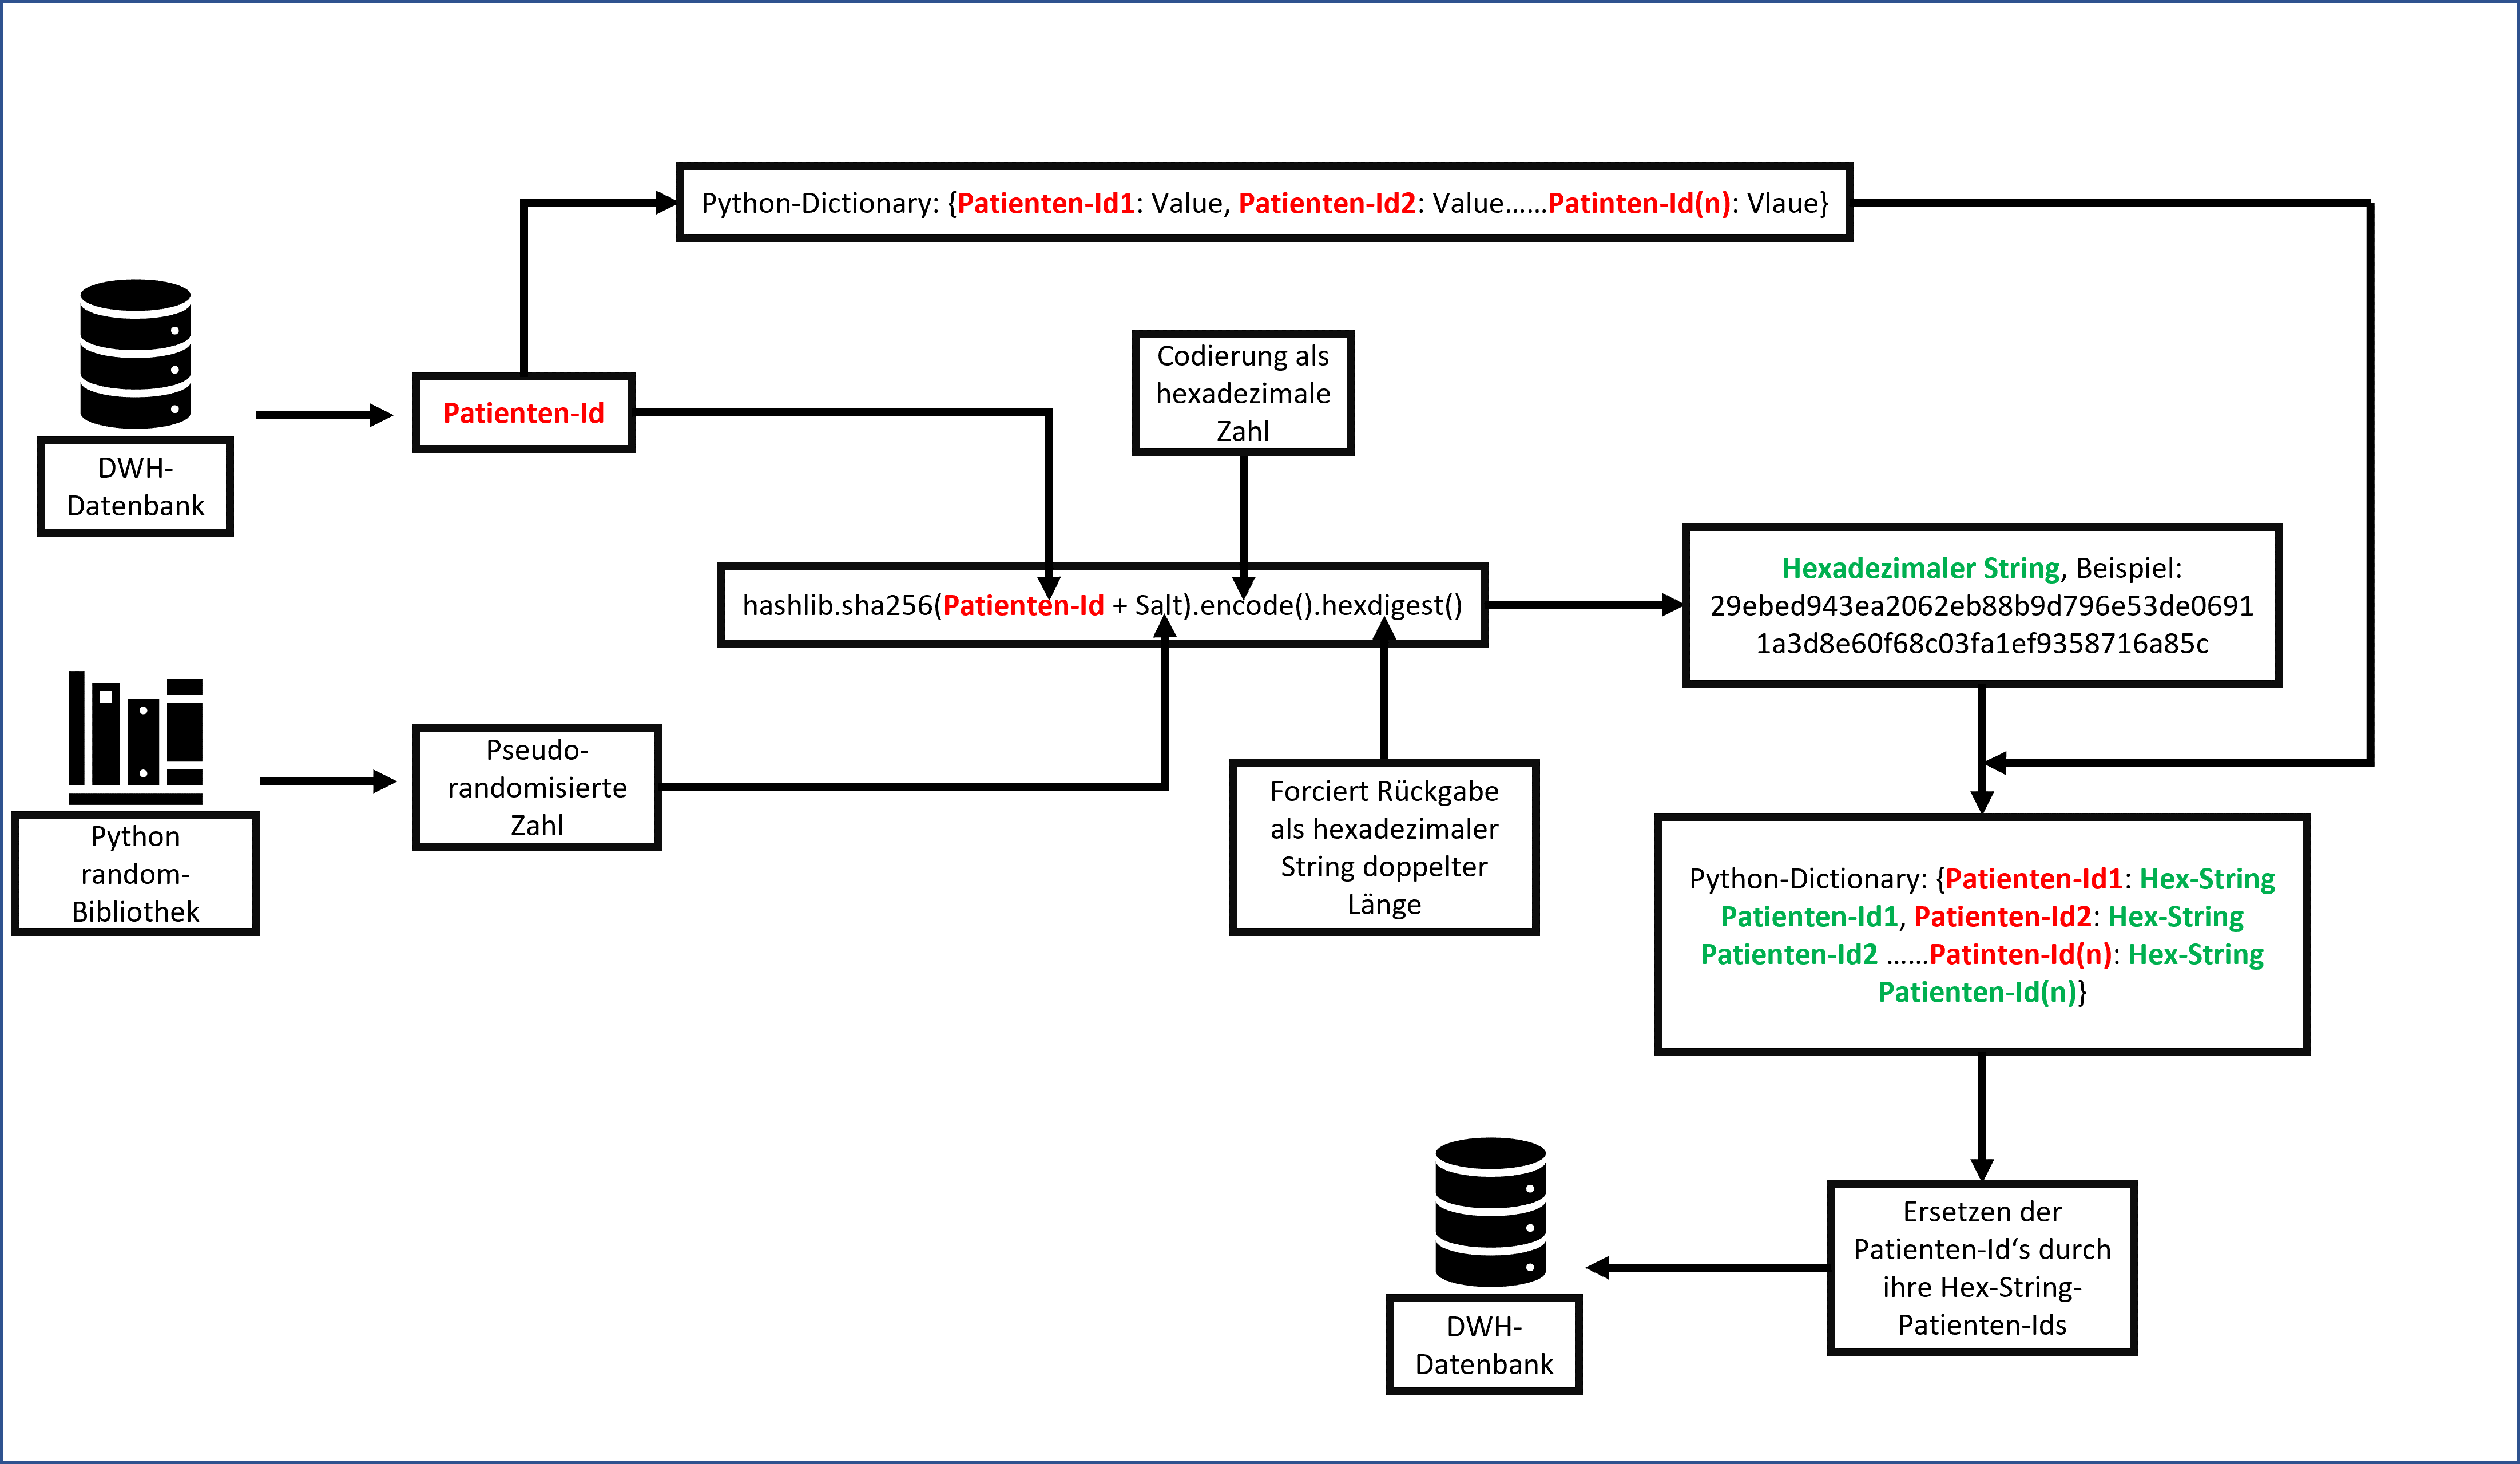 Python-Dictionary: {Patienten-Id1: Value, Patienten-Id2: Value......Patinten-Id(n): Vlaue}
DWH-
Datenbank
Patienten-Id
Codierung als
hexadezimale
Zahl
hashlib.sha256(Patienten-Id + Salt).encode().hexdigest()
Hexadezimaler String, Beispiel:
29ebed943ea2062eb88b9d796e53de0691
1a3d8e60f68c03fa1ef9358716a85c
Python
random-
Bibliothek
Pseudo-
randomisierte
Zahl
Forciert Rückgabe
als hexadezimaler
String doppelter
Länge
Python-Dictionary: {Patienten-Id1: Hex-String
Patienten-Id1, Patienten-Id2: Hex-String
Patienten-Id2 ......Patinten-Id(n): Hex-String
Patienten-Id(n)}
Ersetzen der
Patienten-Id‘s durch
ihre Hex-String-
Patienten-Ids
DWH-
Datenbank